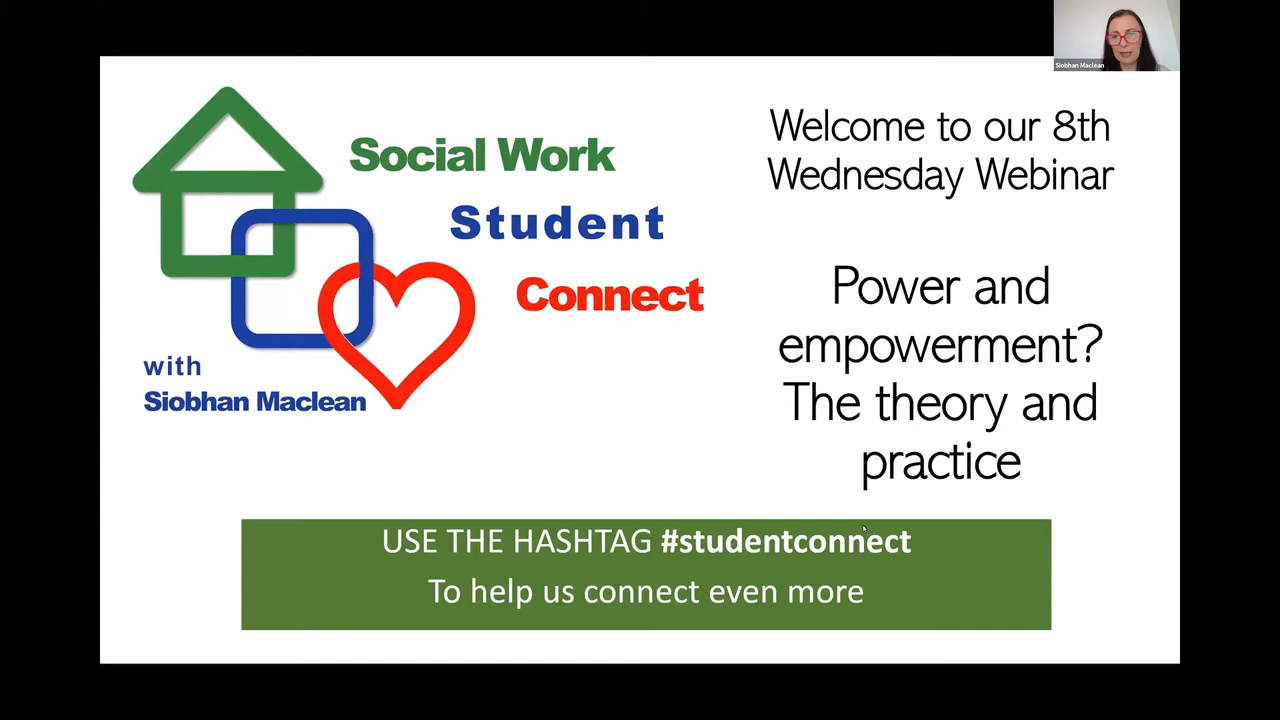 Siobhan Maclean
Social Work
Student
Connect
with
Siobhan Maclean
Welcome to our 8th
Wednesday Webinar
Power and
empowerment?
The theory and
practice
USE THE HASHTAG #studentconnect
To help us connect even more